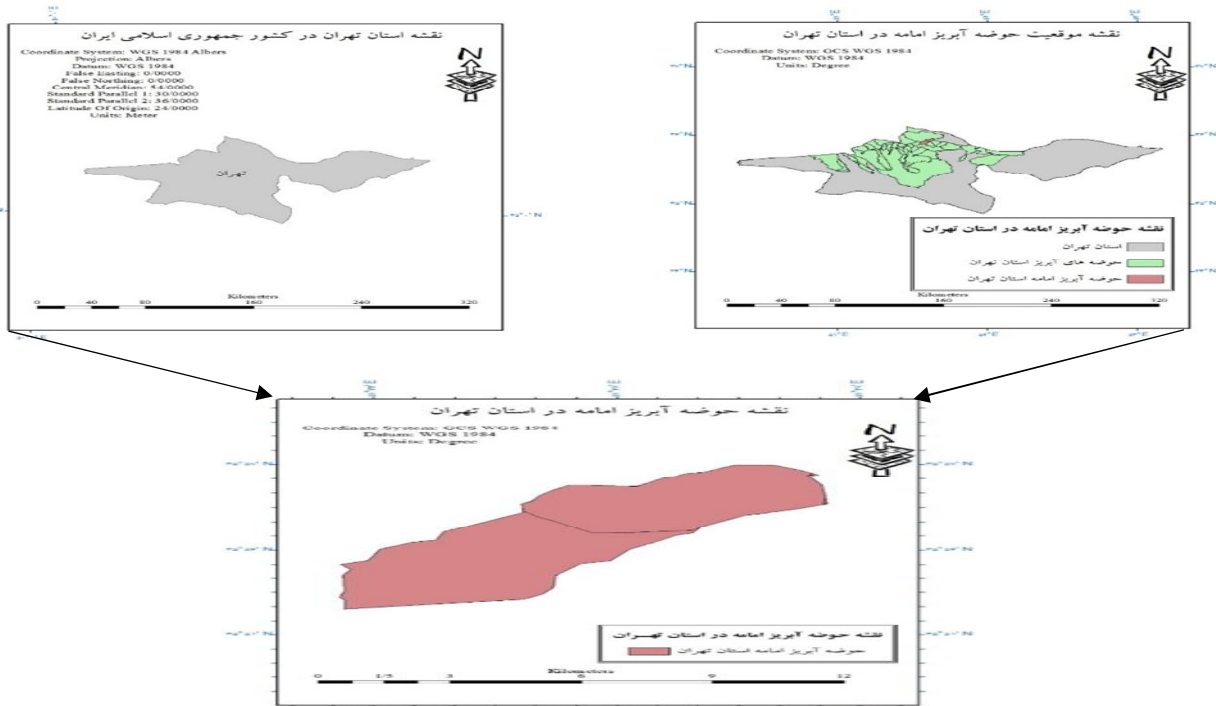 نقشه استان تهران در کشور جمهوری اسلامی ایران
Coordinate System: WGS 1984 Albers
Projection: Albers
Datum: WGS 1984
False Easting: 0/0000
False Northing: 0/0000
Central Meridian: 54/0000
Standard Parallel 1: 30/0000
Standard Parallel 2: 36/0000
Latitude Of Origin: 24/0000
Units: Meter
N
تهران
Kilometers
0 40 80 160 240 320
نقشه موقعیت حوضه آبریز امامه در استان تهران
Coordinate System: GCS WGS 1984
Datum: WGS 1984
Units: Degree
N
نقشه حوضه آبریز امامه در استان تهران
استان تهران
حوضه های آبریز استان تهران
حوضه آبریز امامه استان تهران
Kilometers
0 40 80 160 240 320
نقشه حوضه آبریز امامه در استان تهران
Coordinate System: GCS WGS 1984
Datum: WGS 1984
Units: Degree
N
نقشه حوضه آبریز امامه در استان تهران
حوضه آبریز امامه استان تهران
Kilometers
0 1/5 3 6 9 12